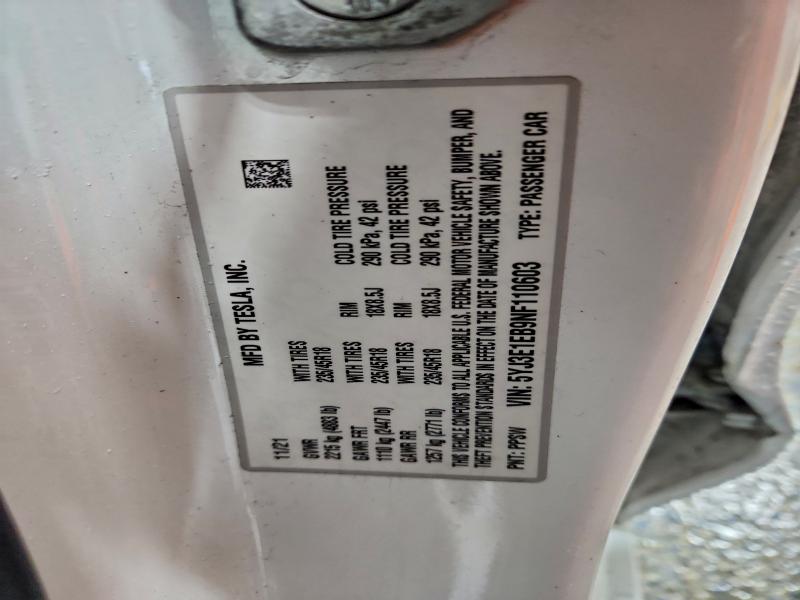 MFD BY TESLA, INC.
11/21
GVWR WITH TIRES
2215 kg (4883 lb) 235/45R18
GAWR FRT WITH TIRES RIM COLD TIRE PRESSURE
1110 kg (2447 lb) 235/45R18 18X8.5J 290 kPa, 42 psi
GAWR RR WITH TIRES RIM COLD TIRE PRESSURE
1257 kg (2771 lb) 235/45R18 18X8.5J 290 kPa, 42 psi
THIS VEHICLE CONFORMS TO ALL APPLICABLE U.S. FEDERAL MOTOR VEHICLE SAFETY, BUMPER, AND
THEFT PREVENTION STANDARDS IN EFFECT ON THE DATE OF MANUFACTURE SHOWN ABOVE.
PNT: PPSW VIN: 5YJ3E1EB9NF110603 TYPE: PASSENGER CAR